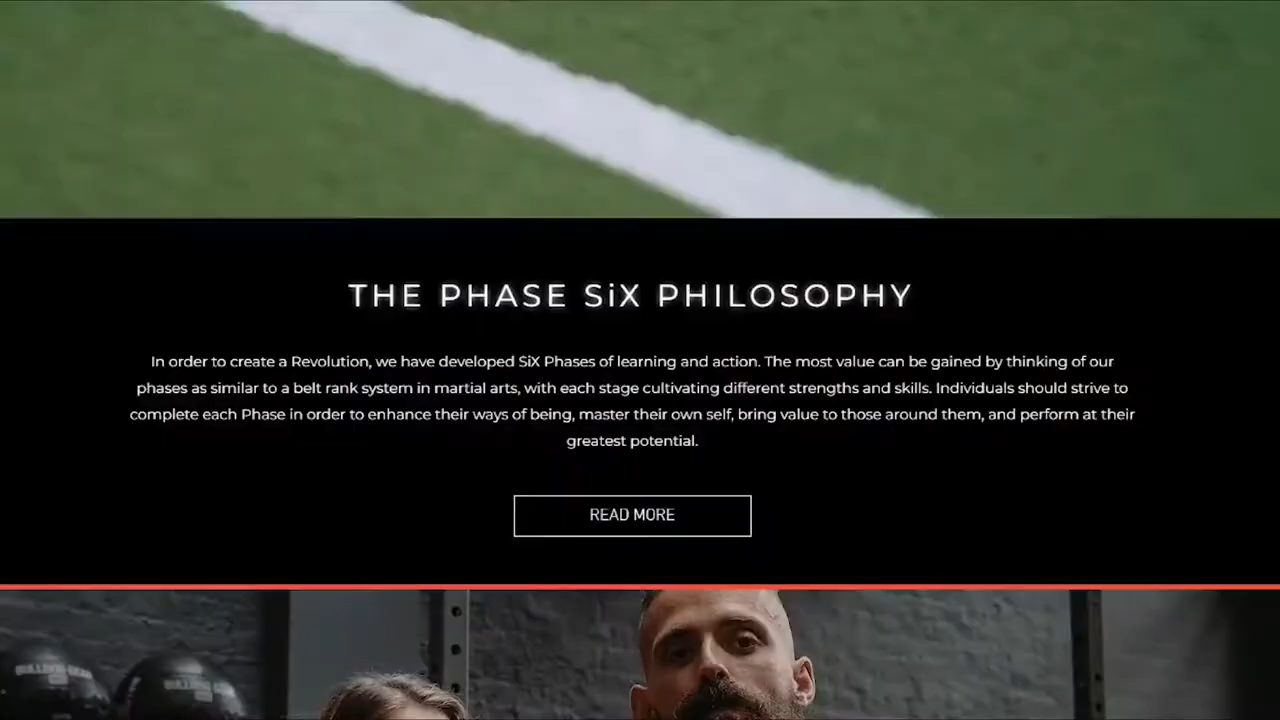 THE PHASE SiX PHILOSOPHY
In order to create a Revolution, we have developed SiX Phases of learning and action. The most value can be gained by thinking of our
phases as similar to a belt rank system in martial arts, with each stage cultivating different strengths and skills. Individuals should strive to
complete each Phase in order to enhance their ways of being, master their own self, bring value to those around them, and perform at their
greatest potential.
READ MORE